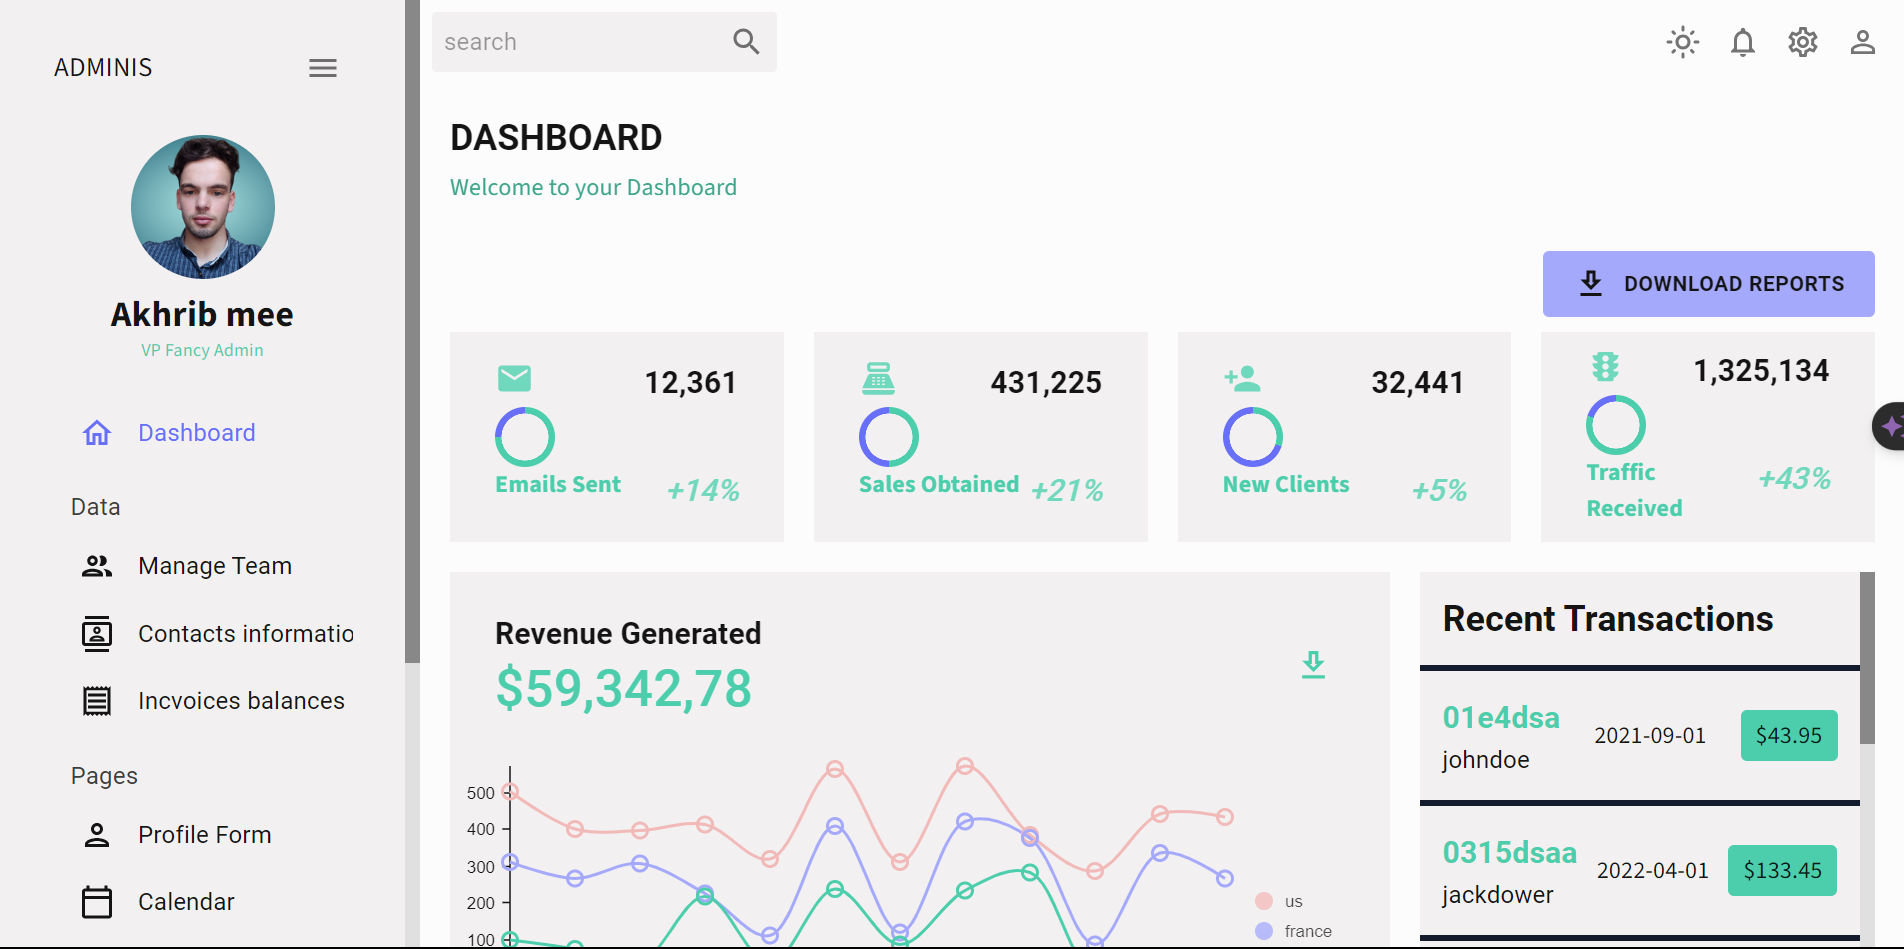 ADMINIS
Akhrib mee
VP Fancy Admin
Dashboard
Data
Manage Team
Contacts informatio
Incvoices balances
Pages
Profile Form
Calendar
search
DASHBOARD
Welcome to your Dashboard
DOWNLOAD REPORTS
12,361
Emails Sent
+14%
431,225
Sales Obtained
+21%
32,441
New Clients
+5%
1,325,134
Traffic
Received
+43%
Revenue Generated
$59,342,78
500
400
300
200
100
us
france
Recent Transactions
01e4dsa
johndoe
2021-09-01
$43.95
0315dsaa
jackdower
2022-04-01
$133.45